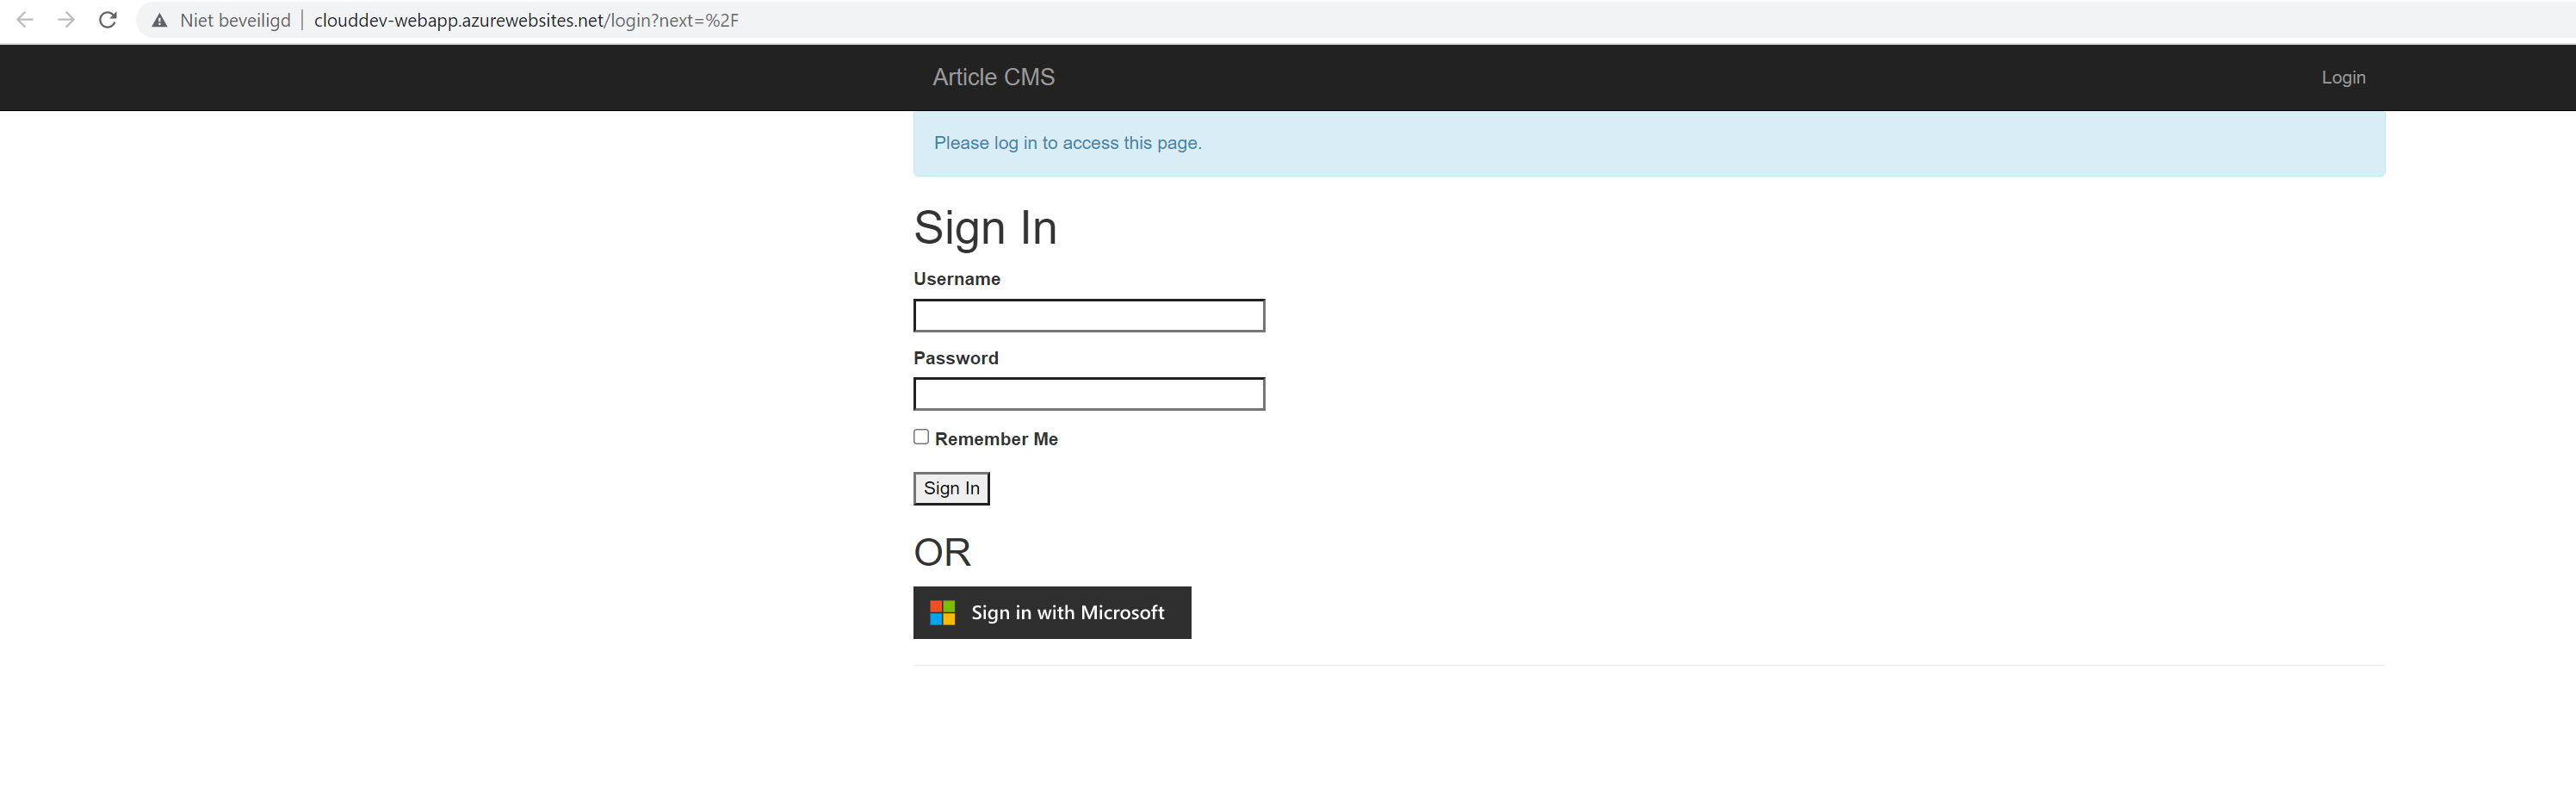 Niet beveiligd | clouddev-webapp.azurewebsites.net/login?next=%2F
Article CMS Login
Please log in to access this page.
Sign In
Username
Password
Remember Me
Sign In
OR
Sign in with Microsoft